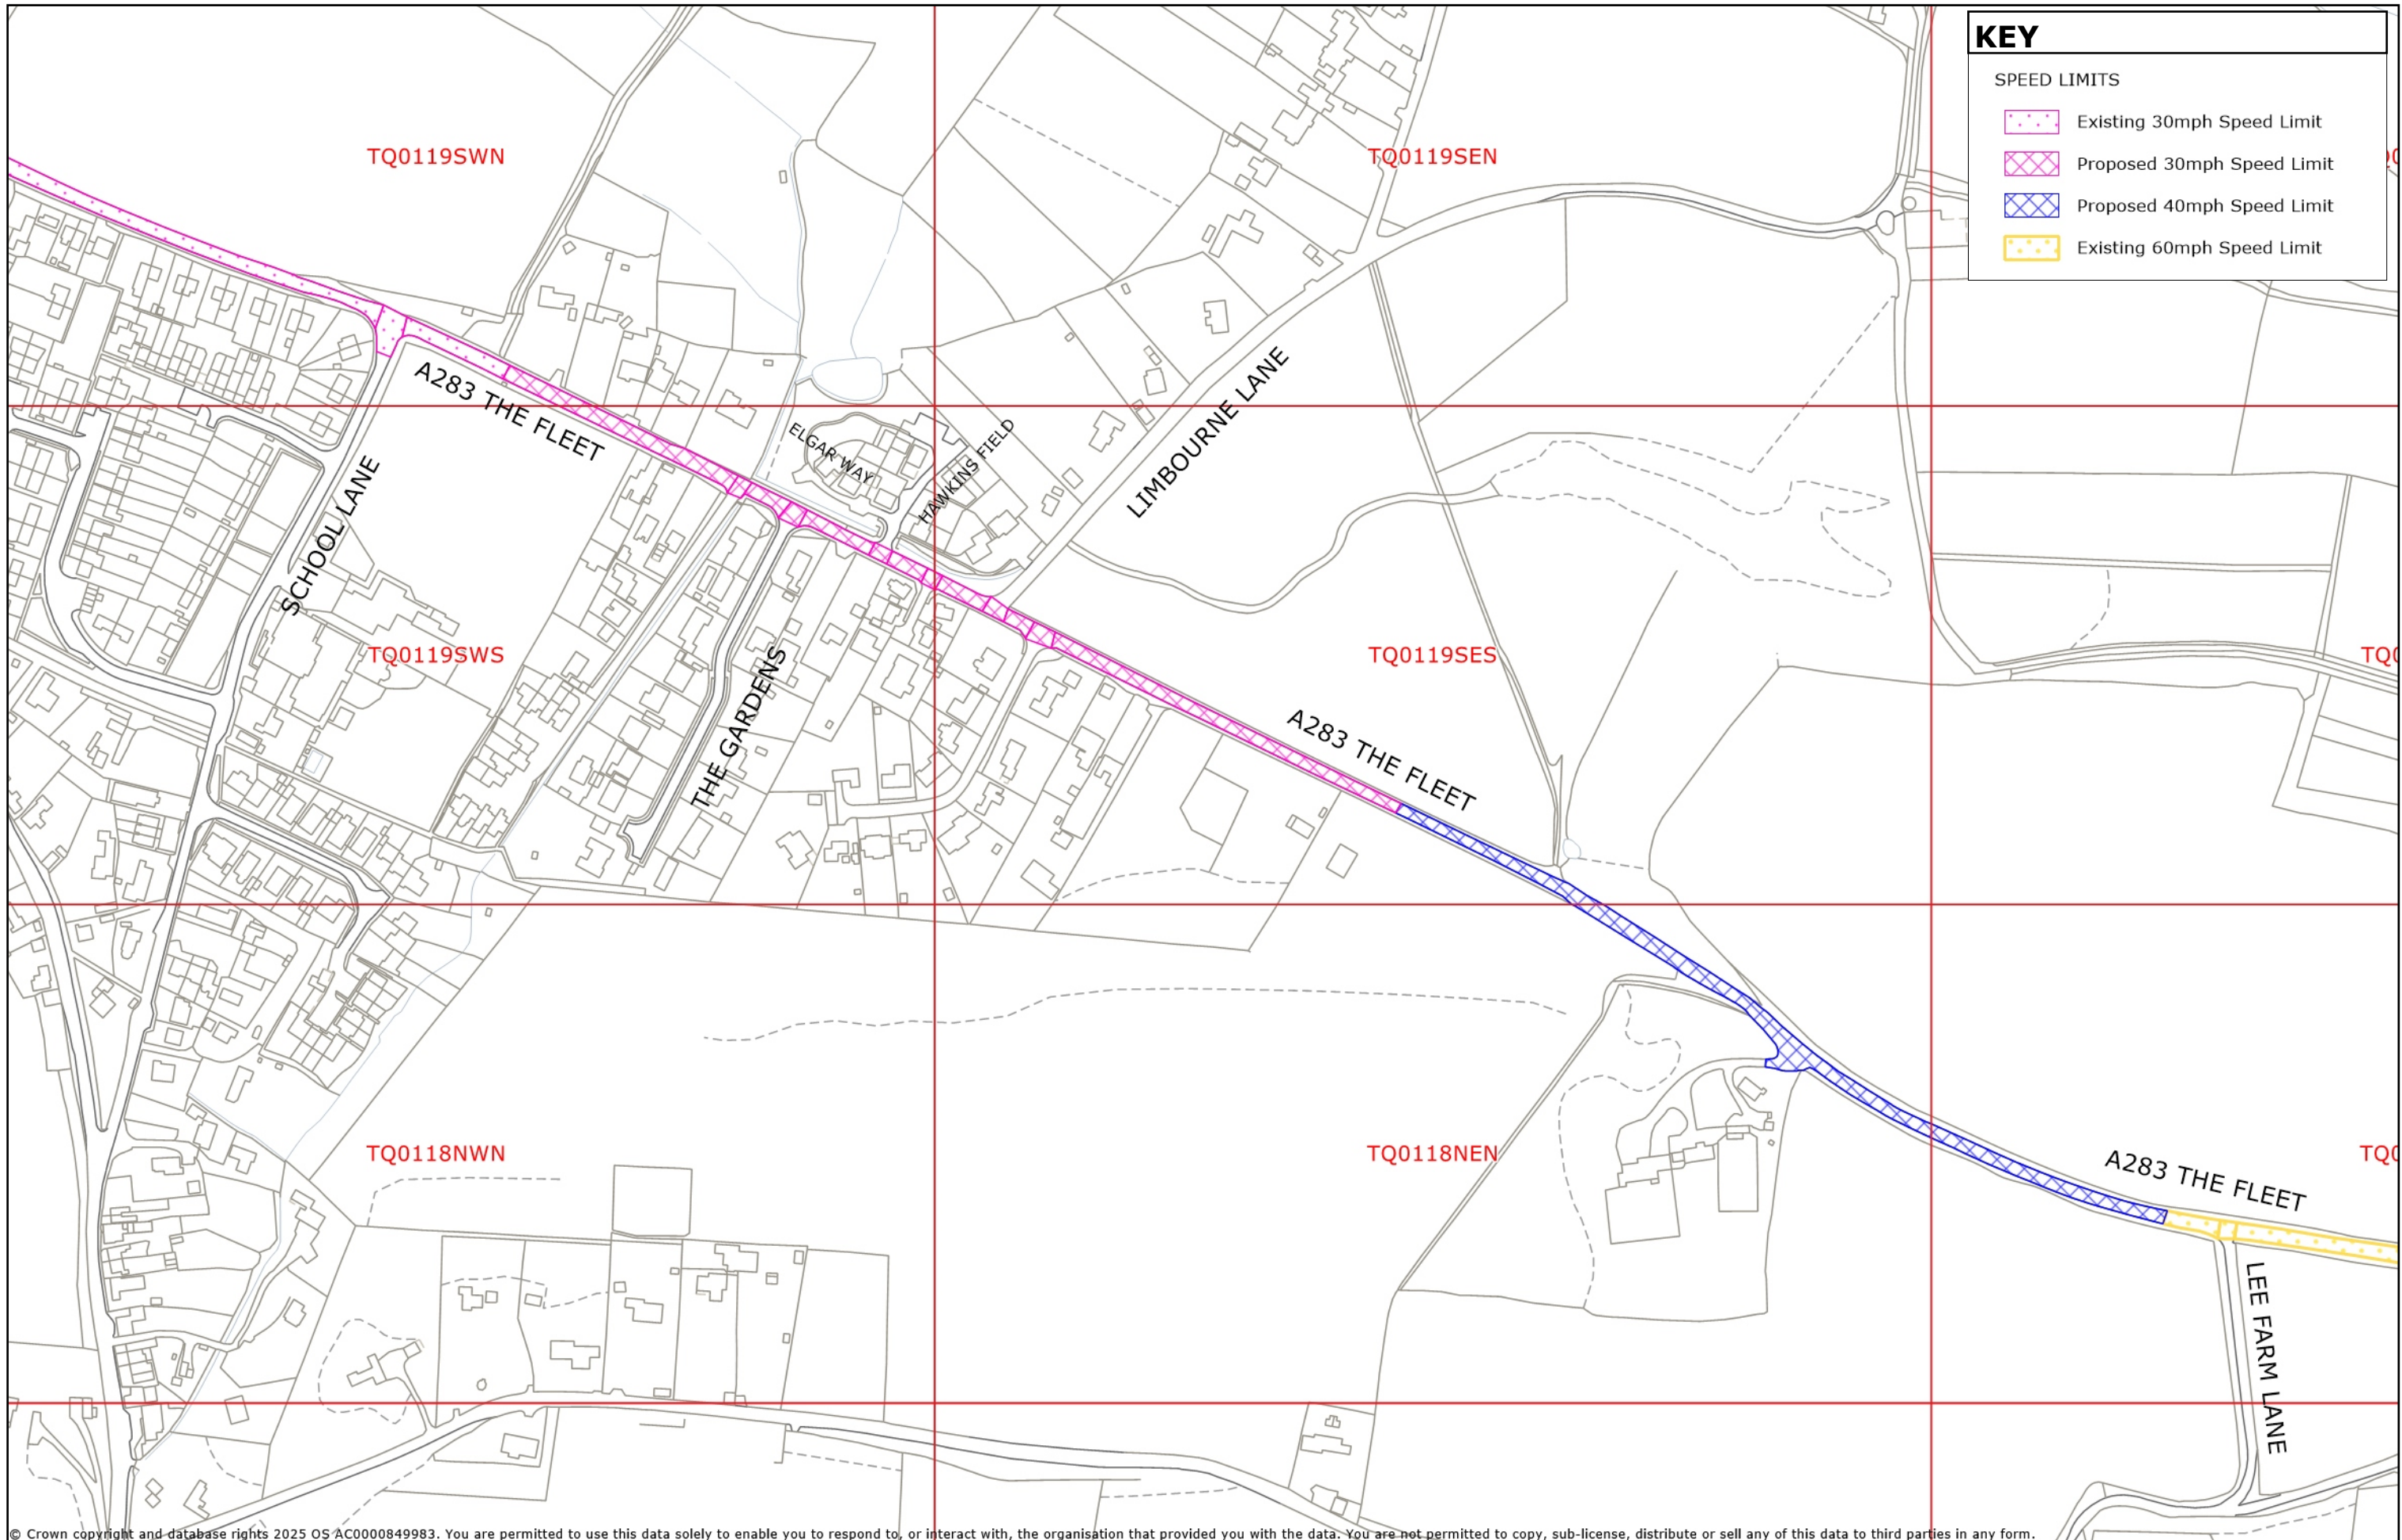 KEY
SPEED LIMITS
Existing 30mph Speed Limit
Proposed 30mph Speed Limit
Proposed 40mph Speed Limit
Existing 60mph Speed Limit
TQ0119SWN
TQ0119SEN
A283 THE FLEET
ELGAR WAY
HAWKINS FIELD
LIMBOURNE LANE
SCHOOL LANE
TQ0119SWS
TQ0119SES
TQ0
THE GARDENS
A283 THE FLEET
TQ0118NWN
TQ0118NEN
TQ0
A283 THE FLEET
LEE FARM LANE
© Crown copyright and database rights 2025 OS AC0000849983. You are permitted to use this data solely to enable you to respond to, or interact with, the organisation that provided you with the data. You are not permitted to copy, sub-license, distribute or sell any of this data to third parties in any form.